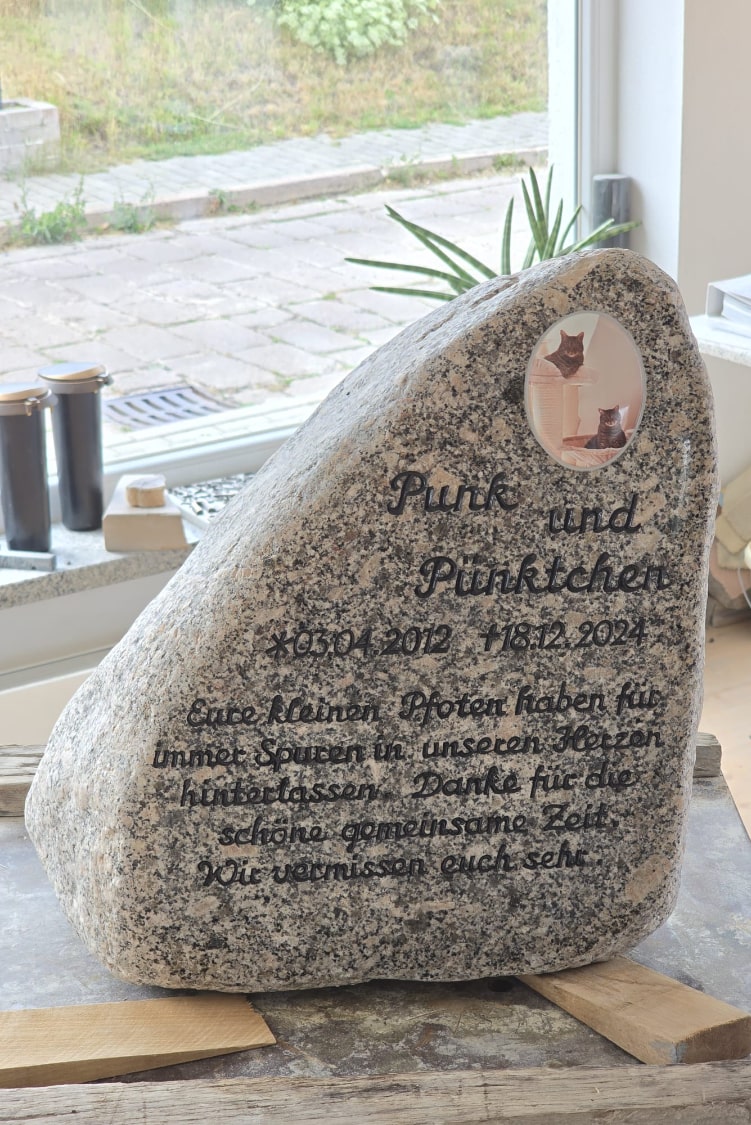 Punk und
Pünktchen
*03.04.2012 †18.12.2024
Eure kleinen Pfoten haben für
immer Spuren in unseren Herzen
hinterlassen. Danke für die
schöne gemeinsame Zeit.
Wir vermissen euch sehr.